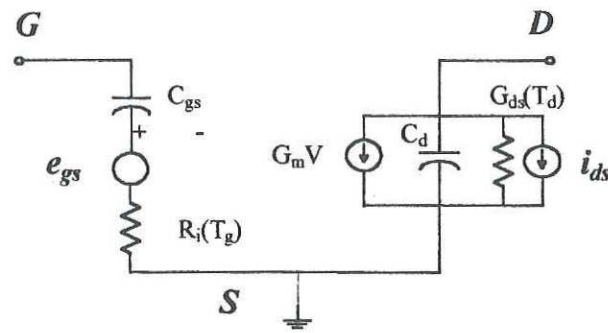 G
D
C_gs
+ -
e_gs
R_i(T_g)
S
G_mV
C_d
G_ds(T_d)
i_ds